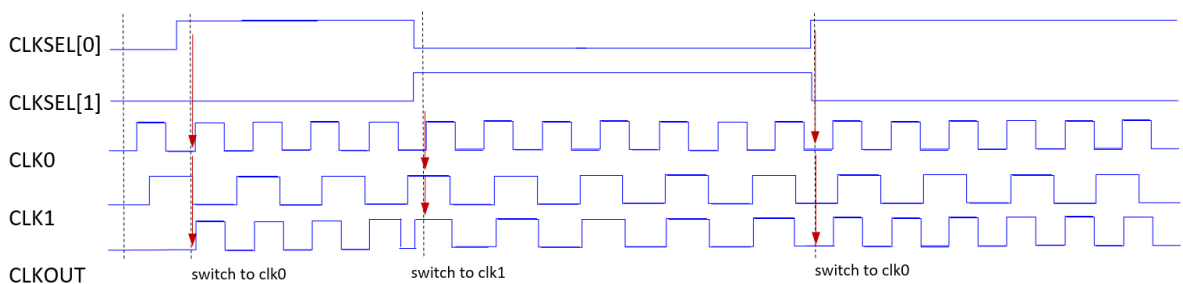 CLKSEL[0]
CLKSEL[1]
CLK0
CLK1
CLKOUT
switch to clk0
switch to clk1
switch to clk0